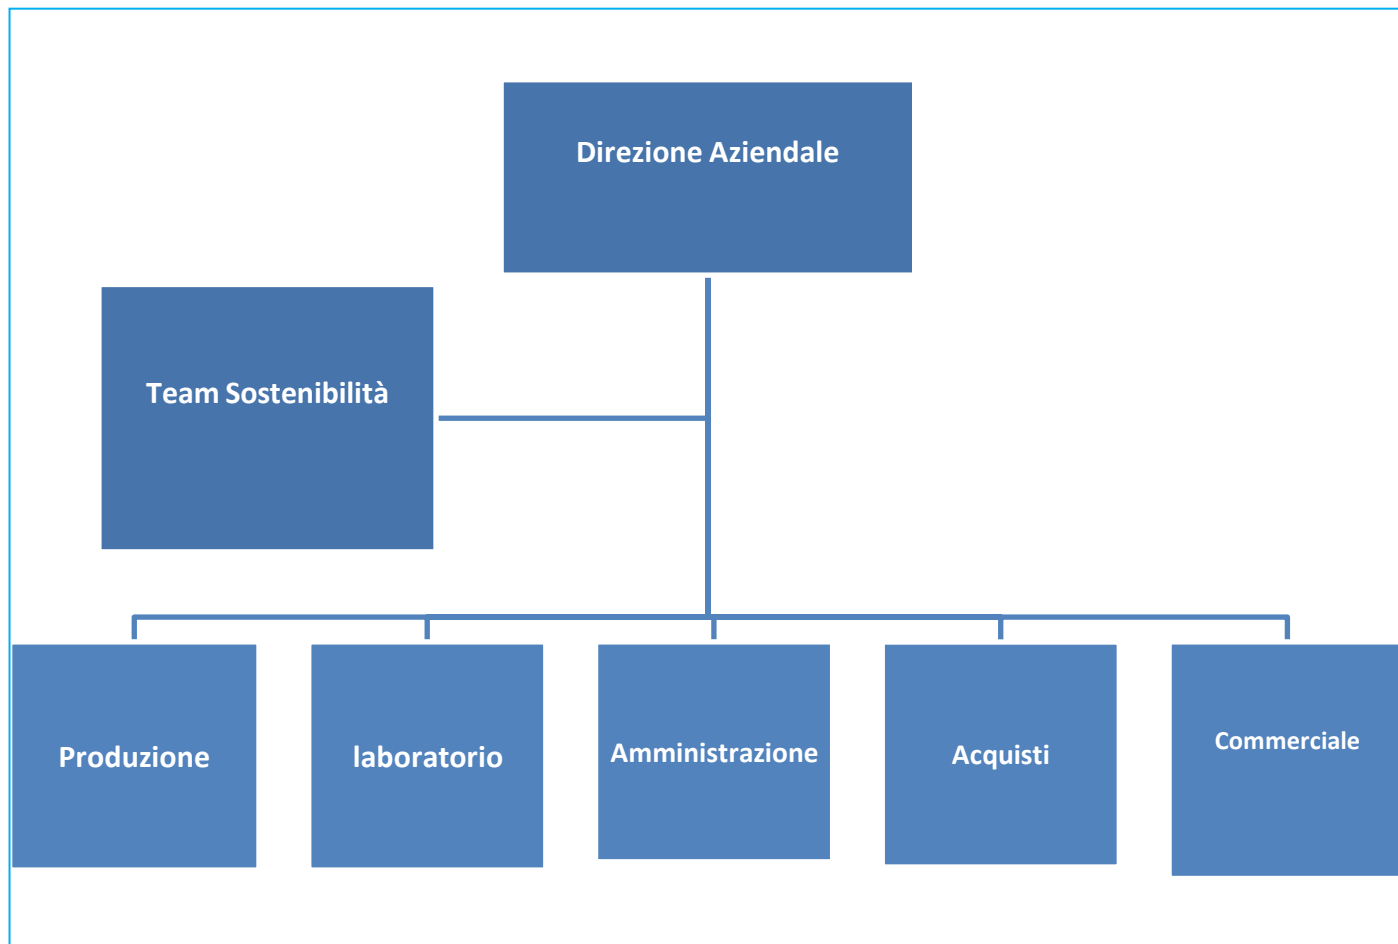 Direzione Aziendale
Team Sostenibilità
Produzione
laboratorio
Amministrazione
Acquisti
Commerciale